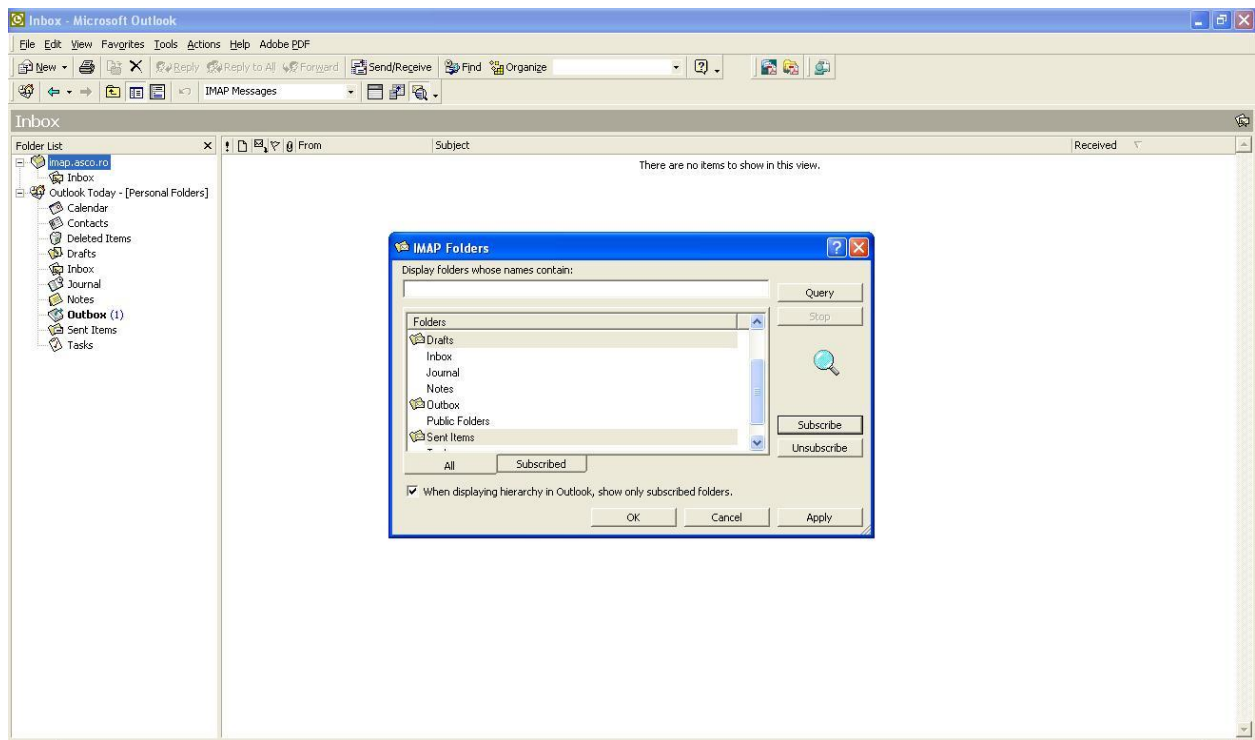 Inbox - Microsoft Outlook
File Edit View Favorites Tools Actions Help Adobe PDF
New Reply Reply to All Forward Send/Receive Find Organize
IMAP Messages
Inbox
Folder List
From Subject Received
imap.asco.ro
There are no items to show in this view.
Inbox
Outlook Today - [Personal Folders]
Calendar
Contacts
Deleted Items
Drafts
Inbox
Journal
Notes
Outbox (1)
Sent Items
Tasks
IMAP Folders
Display folders whose names contain:
Query
Stop
Folders
Drafts
Inbox
Journal
Notes
Outbox
Public Folders
Sent Items
Subscribe
Unsubscribe
All Subscribed
When displaying hierarchy in Outlook, show only subscribed folders.
OK Cancel Apply